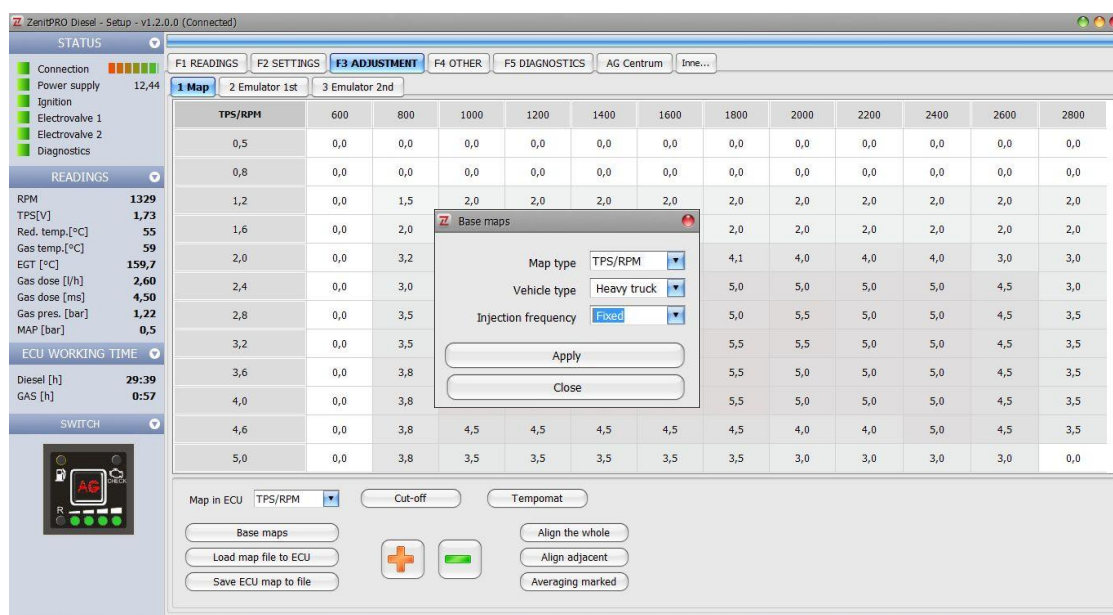 ZenitPRO Diesel - Setup - v1.2.0.0 (Connected)
STATUS
Connection
Power supply 12,44
Ignition
Electrovalve 1
Electrovalve 2
Diagnostics
READINGS
RPM 1329
TPS[V] 1,73
Red. temp.[°C] 55
Gas temp.[°C] 59
EGT [°C] 159,7
Gas dose [l/h] 2,60
Gas dose [ms] 4,50
Gas pres. [bar] 1,22
MAP [bar] 0,5
ECU WORKING TIME
Diesel [h] 29:39
GAS [h] 0:57
SWITCH
AG
CHECK
R
F1 READINGS F2 SETTINGS F3 ADJUSTMENT F4 OTHER F5 DIAGNOSTICS AG Centrum Inne...
1 Map 2 Emulator 1st 3 Emulator 2nd
TPS/RPM 600 800 1000 1200 1400 1600 1800 2000 2200 2400 2600 2800
0,5 0,0 0,0 0,0 0,0 0,0 0,0 0,0 0,0 0,0 0,0 0,0 0,0
0,8 0,0 0,0 0,0 0,0 0,0 0,0 0,0 0,0 0,0 0,0 0,0 0,0
1,2 0,0 1,5 2,0 2,0 2,0 2,0 2,0 2,0 2,0 2,0 2,0 2,0
1,6 0,0 2,0 2,0 2,0 2,0 2,0 2,0 2,0
2,0 0,0 3,2 4,1 4,0 4,0 4,0 3,0 3,0
2,4 0,0 3,0 5,0 5,0 5,0 5,0 4,5 3,0
2,8 0,0 3,5 5,0 5,5 5,0 5,0 4,5 3,5
3,2 0,0 3,5 5,5 5,5 5,0 5,0 4,5 3,5
3,6 0,0 3,8 5,5 5,0 5,0 5,0 4,5 3,5
4,0 0,0 3,8 5,5 5,0 5,0 5,0 4,5 3,5
4,6 0,0 3,8 4,5 4,5 4,5 4,5 4,5 4,0 4,0 5,0 4,5 3,5
5,0 0,0 3,8 3,5 3,5 3,5 3,5 3,5 3,0 3,0 3,0 3,0 0,0
Base maps
Map type TPS/RPM
Vehicle type Heavy truck
Injection frequency Fixed
Apply
Close
Map in ECU TPS/RPM Cut-off Tempomat
Base maps Align the whole
Load map file to ECU Align adjacent
Save ECU map to file Averaging marked